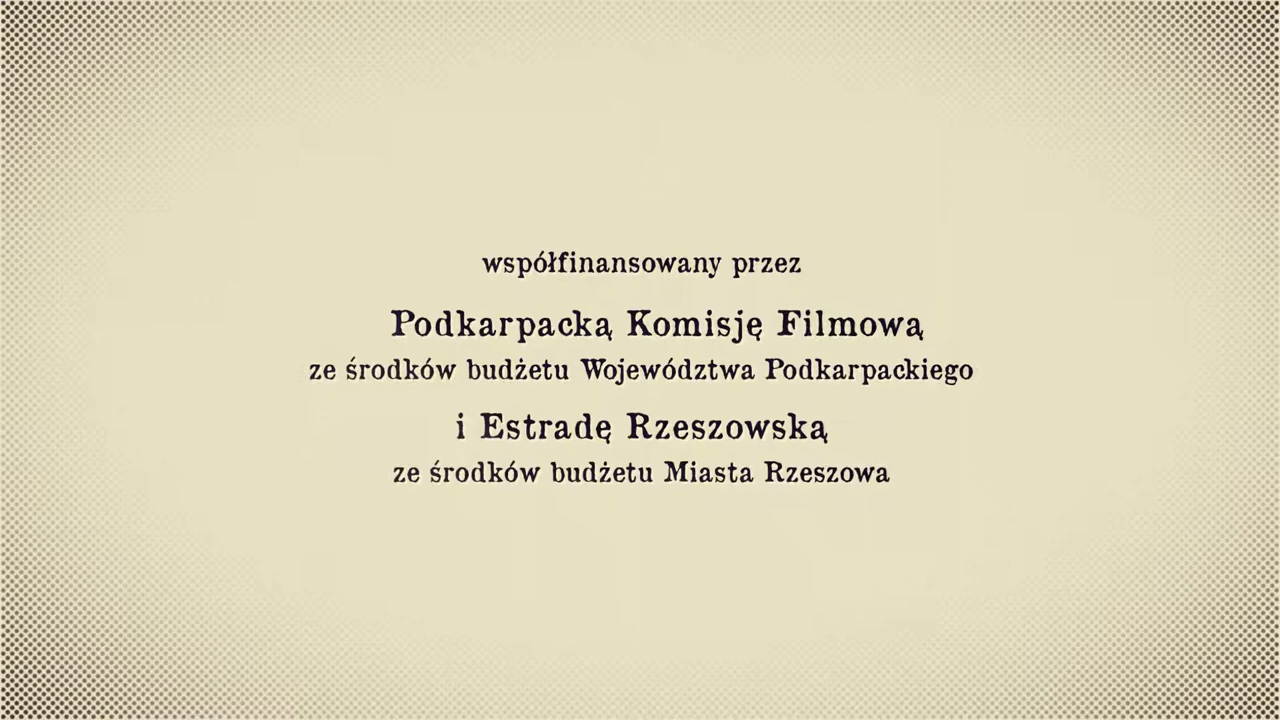 współfinansowany przez
Podkarpacką Komisję Filmową
ze środków budżetu Województwa Podkarpackiego
i Estradę Rzeszowską
ze środków budżetu Miasta Rzeszowa